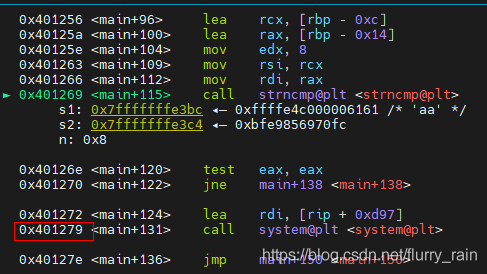 0x401256 <main+96> lea rcx, [rbp - 0xc]
0x40125a <main+100> lea rax, [rbp - 0x14]
0x40125e <main+104> mov edx, 8
0x401263 <main+109> mov rsi, rcx
0x401266 <main+112> mov rdi, rax
► 0x401269 <main+115> call strncmp@plt <strncmp@plt>
s1: 0x7fffffffe3bc ◂— 0xffffe4c000006161 /* 'aa' */
s2: 0x7fffffffe3c4 ◂— 0xbfe9856970fc
n: 0x8
0x40126e <main+120> test eax, eax
0x401270 <main+122> jne main+138 <main+138>
0x401272 <main+124> lea rdi, [rip + 0xd97]
0x401279 <main+131> call system@plt <system@plt>
https://blog.csdn.net/flurry_rain
0x40127e <main+136> jmp main+150 <main+150>